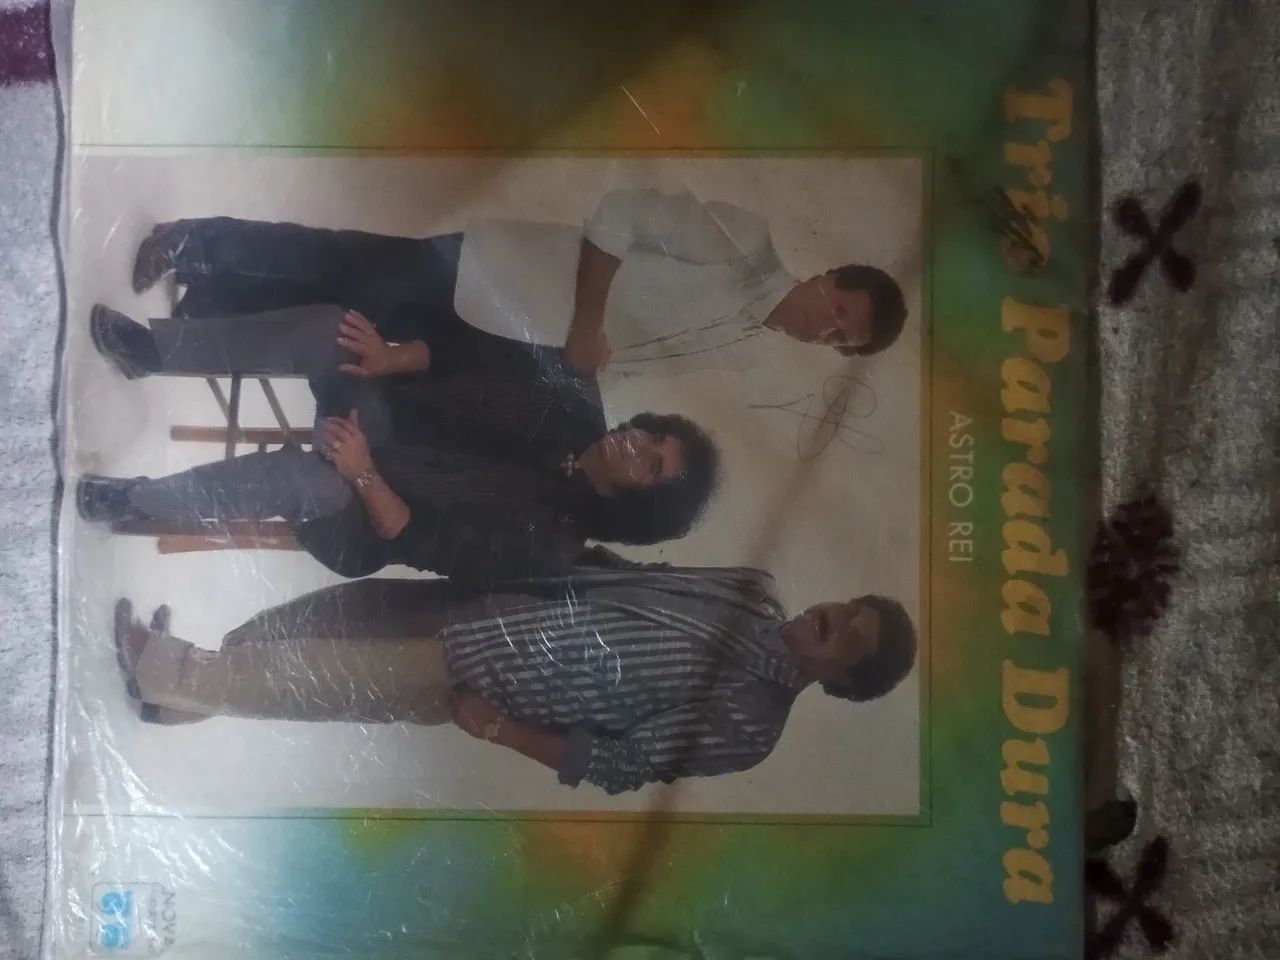 Trio Parada Dura
ASTRO REI
NOVA